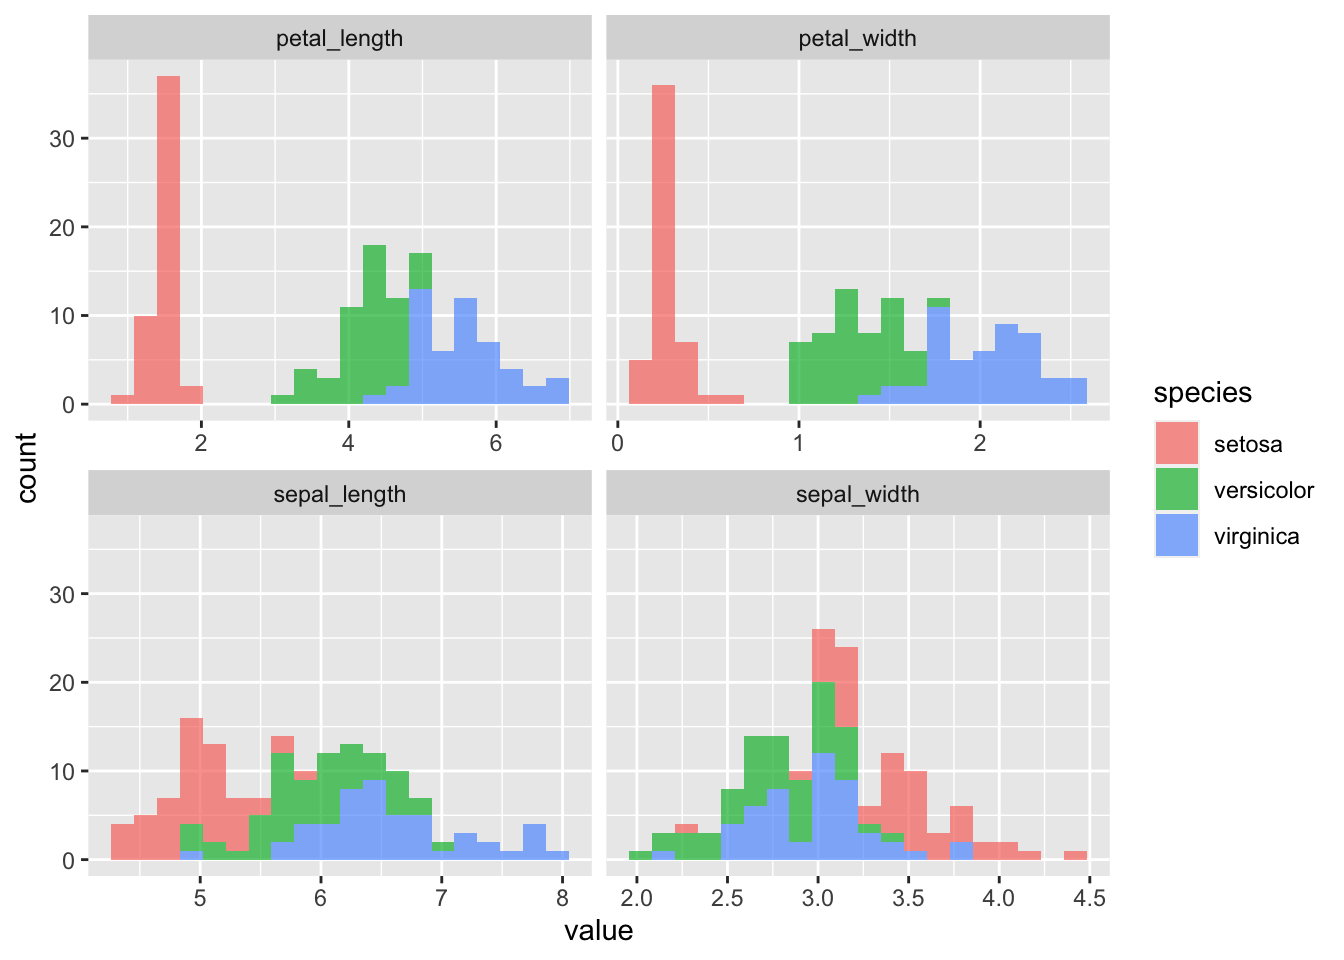 petal_length
petal_width
30
20
10
0
2
4
6
0
1
2
sepal_length
sepal_width
30
20
10
0
5
6
7
8
2.0
2.5
3.0
3.5
4.0
4.5
count
value
species
setosa
versicolor
virginica